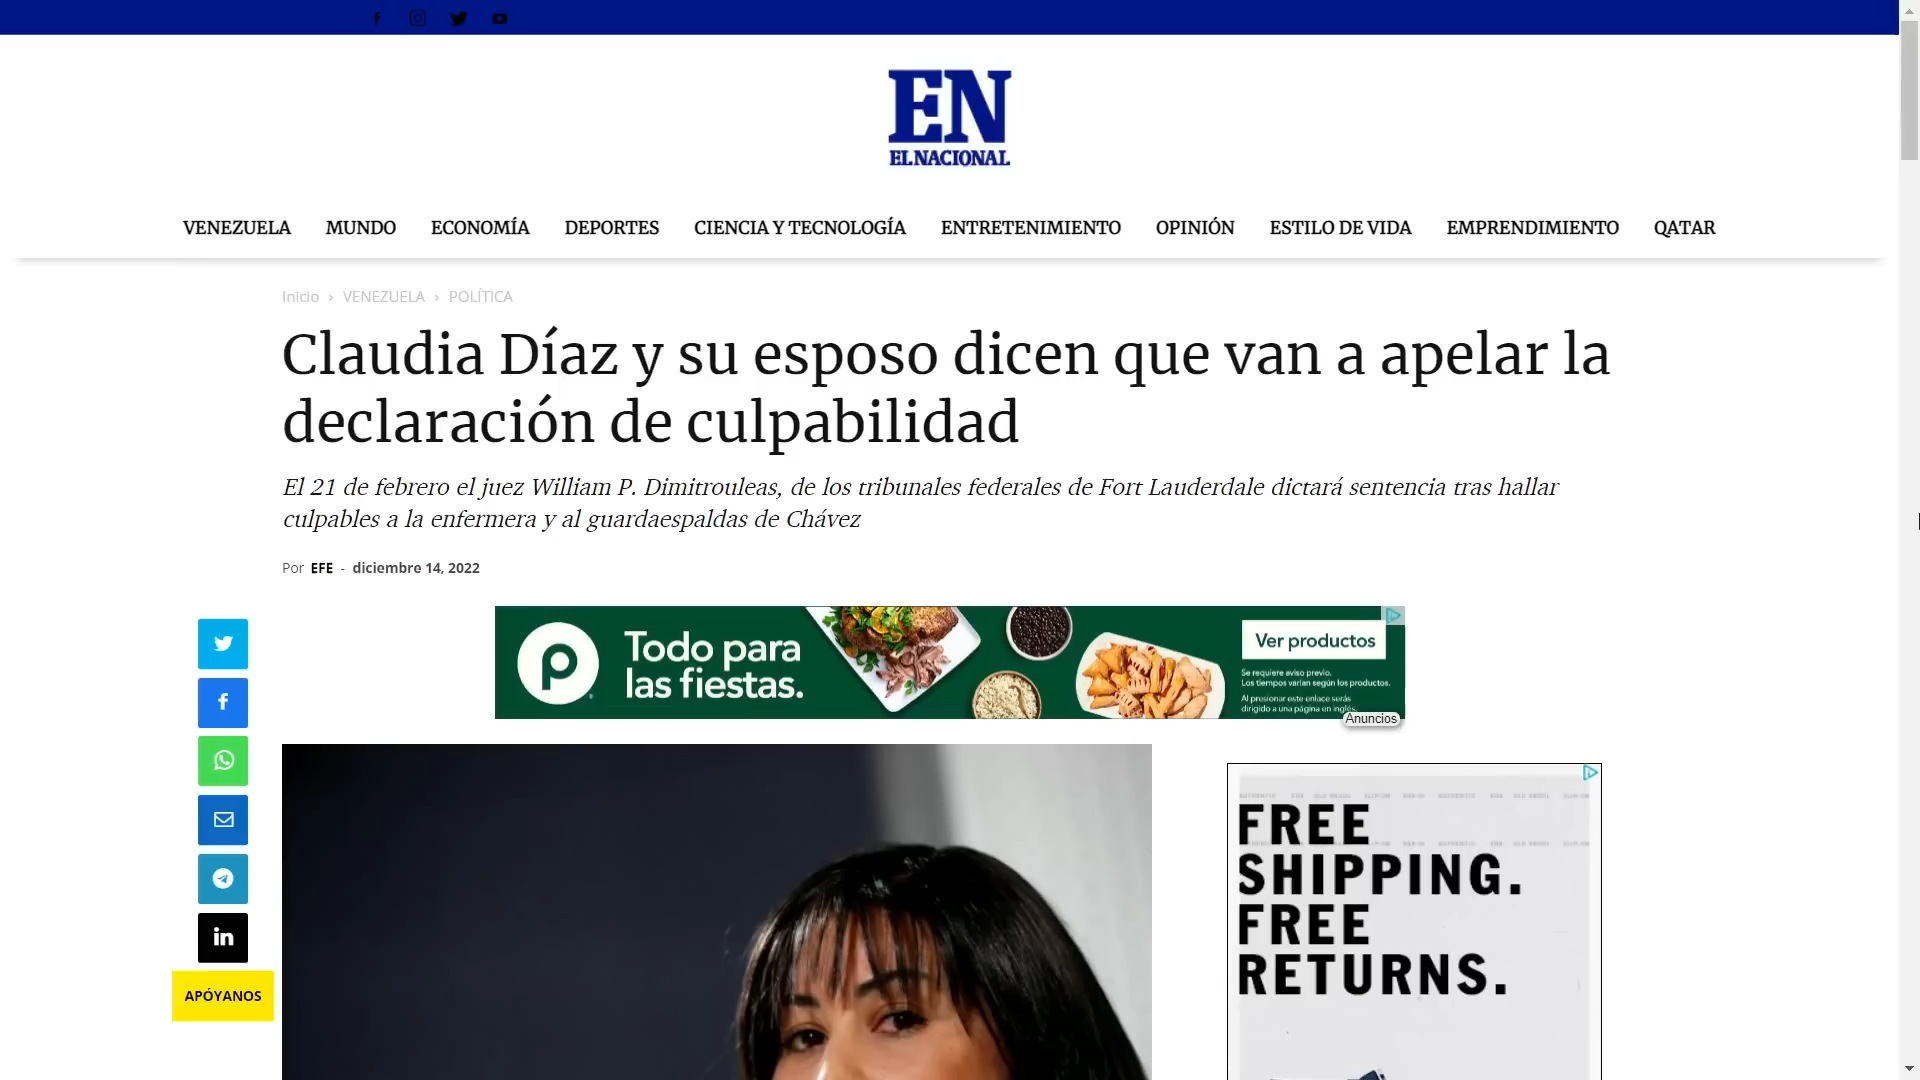 EN
EL NACIONAL
VENEZUELA MUNDO ECONOMÍA DEPORTES CIENCIA Y TECNOLOGÍA ENTRETENIMIENTO OPINIÓN ESTILO DE VIDA EMPRENDIMIENTO QATAR
Inicio › VENEZUELA › POLÍTICA
Claudia Díaz y su esposo dicen que van a apelar la
declaración de culpabilidad
El 21 de febrero el juez William P. Dimitrouleas, de los tribunales federales de Fort Lauderdale dictará sentencia tras hallar
culpables a la enfermera y al guardaespaldas de Chávez
Por EFE - diciembre 14, 2022
Todo para
las fiestas.
Ver productos
Se requiere aviso previo.
Los tiempos varían según los productos.
Al presionar este enlace serás
dirigido a una página en inglés.
Anuncios
APÓYANOS
FREE
SHIPPING.
FREE
RETURNS.